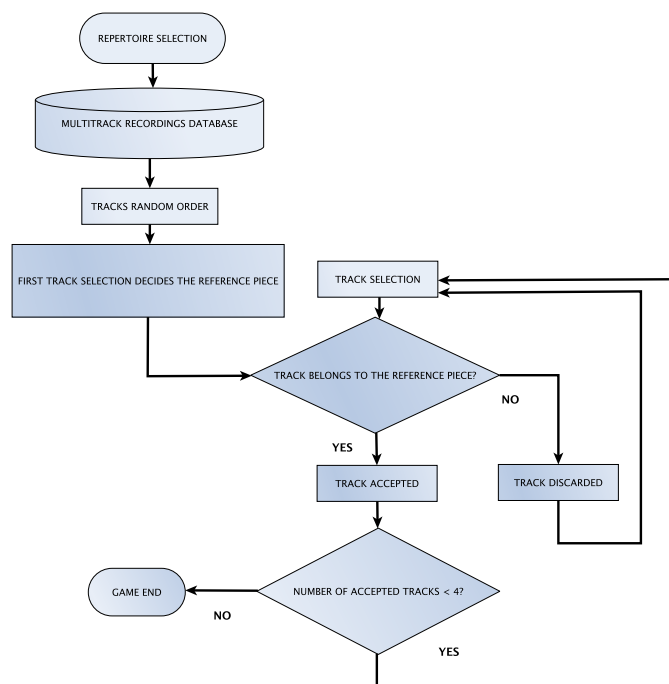 REPERTOIRE SELECTION
MULTITRACK RECORDINGS DATABASE
TRACKS RANDOM ORDER
FIRST TRACK SELECTION DECIDES THE REFERENCE PIECE
TRACK SELECTION
TRACK BELONGS TO THE REFERENCE PIECE?
NO
YES
TRACK ACCEPTED
TRACK DISCARDED
NUMBER OF ACCEPTED TRACKS < 4?
GAME END
NO
YES